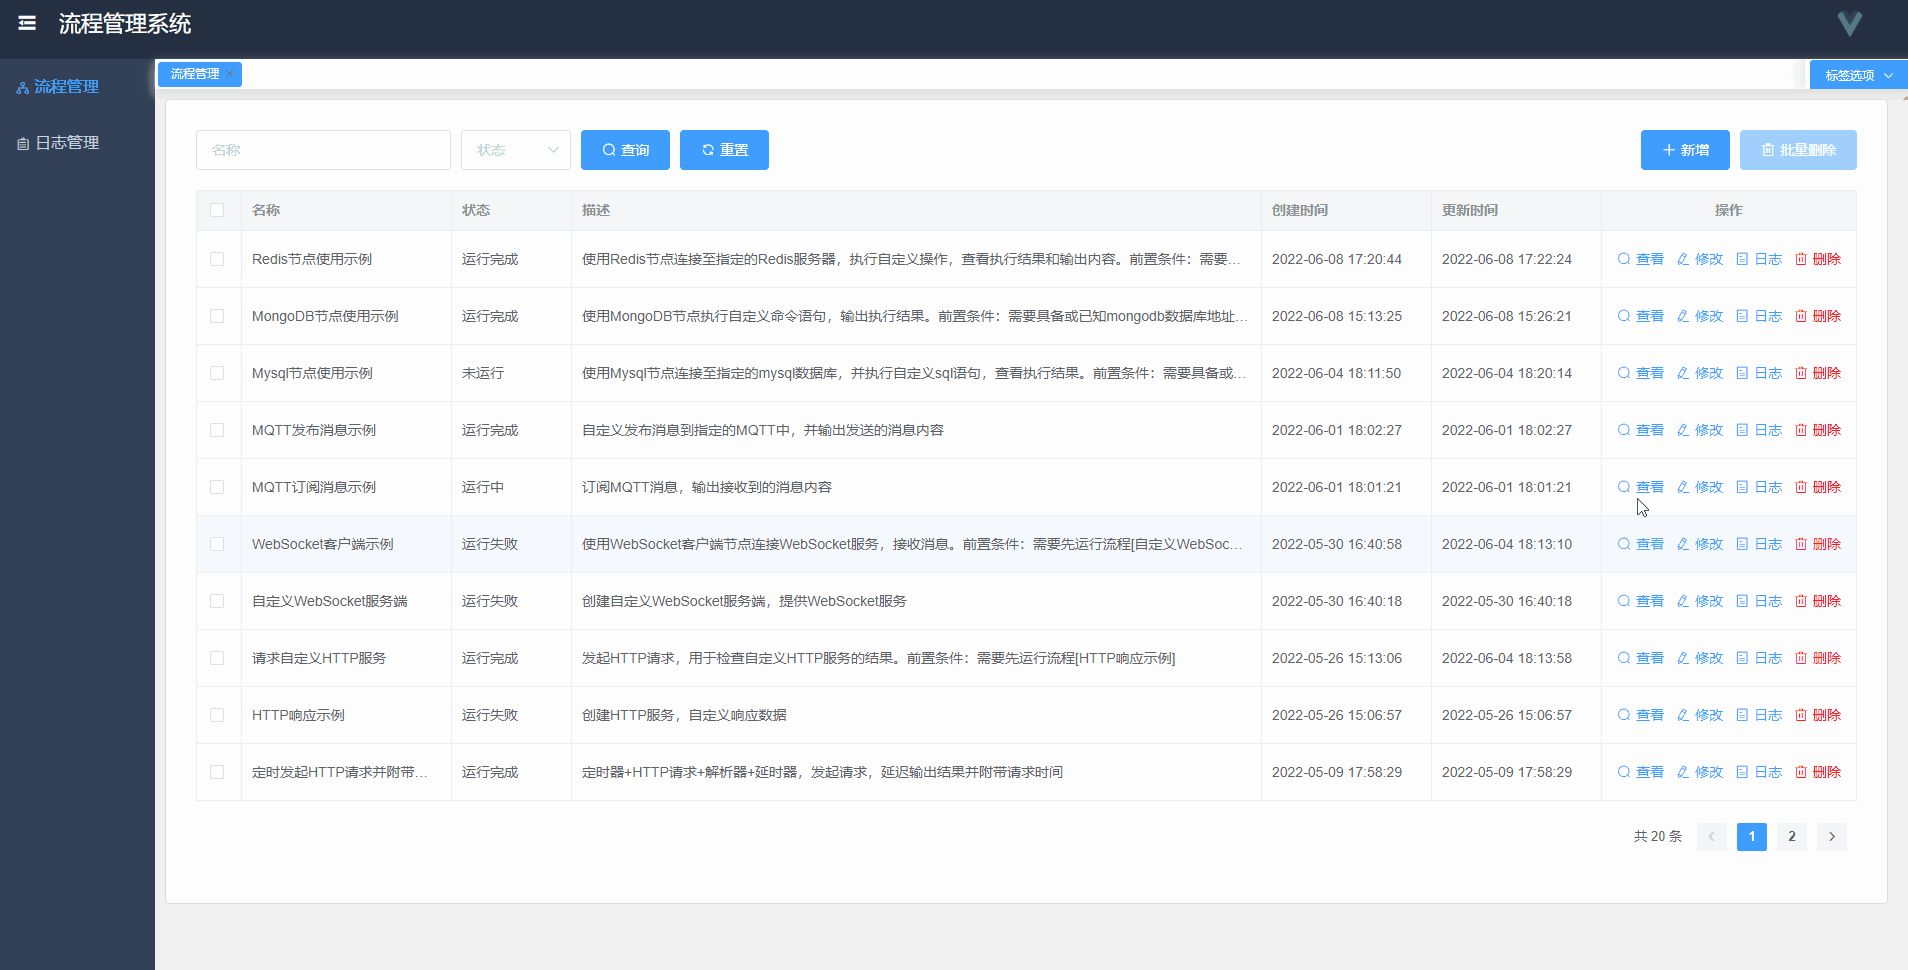 流程管理系统
流程管理
日志管理
流程管理
标签选项
名称 状态 查询 重置 新增 批量删除
名称 状态 描述 创建时间 更新时间 操作
Redis节点使用示例 运行完成 使用Redis节点连接至指定的Redis服务器，执行自定义操作，查看执行结果和输出内容。前置条件：需要... 2022-06-08 17:20:44 2022-06-08 17:22:24 查看 修改 日志 删除
MongoDB节点使用示例 运行完成 使用MongoDB节点执行自定义命令语句，输出执行结果。前置条件：需要具备或已知mongodb数据库地址... 2022-06-08 15:13:25 2022-06-08 15:26:21 查看 修改 日志 删除
Mysql节点使用示例 未运行 使用Mysql节点连接至指定的mysql数据库，并执行自定义sql语句，查看执行结果。前置条件：需要具备或... 2022-06-04 18:11:50 2022-06-04 18:20:14 查看 修改 日志 删除
MQTT发布消息示例 运行完成 自定义发布消息到指定的MQTT中，并输出发送的消息内容 2022-06-01 18:02:27 2022-06-01 18:02:27 查看 修改 日志 删除
MQTT订阅消息示例 运行中 订阅MQTT消息，输出接收到的消息内容 2022-06-01 18:01:21 2022-06-01 18:01:21 查看 修改 日志 删除
WebSocket客户端示例 运行失败 使用WebSocket客户端节点连接WebSocket服务，接收消息。前置条件：需要先运行流程[自定义WebSoc... 2022-05-30 16:40:58 2022-06-04 18:13:10 查看 修改 日志 删除
自定义WebSocket服务端 运行失败 创建自定义WebSocket服务端，提供WebSocket服务 2022-05-30 16:40:18 2022-05-30 16:40:18 查看 修改 日志 删除
请求自定义HTTP服务 运行完成 发起HTTP请求，用于检查自定义HTTP服务的结果。前置条件：需要先运行流程[HTTP响应示例] 2022-05-26 15:13:06 2022-06-04 18:13:58 查看 修改 日志 删除
HTTP响应示例 运行失败 创建HTTP服务，自定义响应数据 2022-05-26 15:06:57 2022-05-26 15:06:57 查看 修改 日志 删除
定时发起HTTP请求并附带... 运行完成 定时器+HTTP请求+解析器+延时器，发起请求，延迟输出结果并附带请求时间 2022-05-09 17:58:29 2022-05-09 17:58:29 查看 修改 日志 删除
共 20 条 1 2